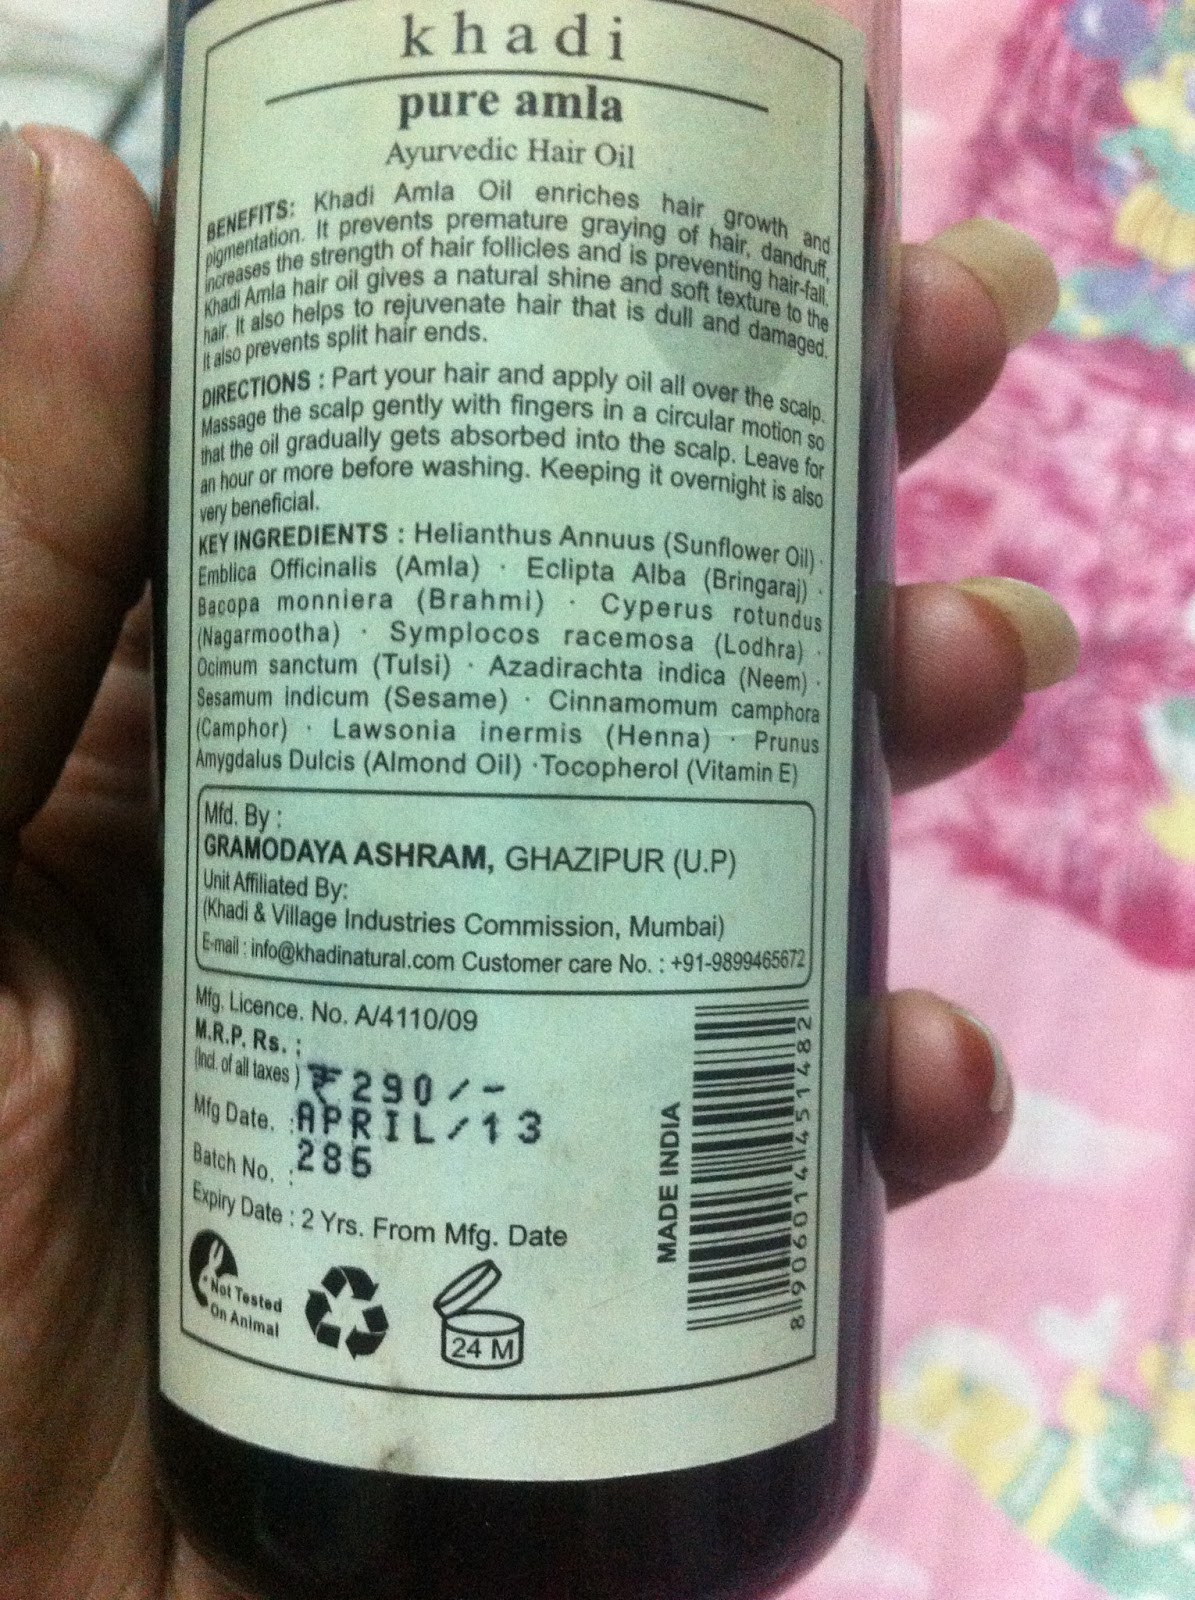 khadi
pure amla
Ayurvedic Hair Oil
BENEFITS: Khadi Amla Oil enriches hair growth and
pigmentation. It prevents premature graying of hair, dandruff,
increases the strength of hair follicles and is preventing hair-fall.
Khadi Amla hair oil gives a natural shine and soft texture to the
hair. It also helps to rejuvenate hair that is dull and damaged.
It also prevents split hair ends.
DIRECTIONS : Part your hair and apply oil all over the scalp.
Massage the scalp gently with fingers in a circular motion so
that the oil gradually gets absorbed into the scalp. Leave for
an hour or more before washing. Keeping it overnight is also
very beneficial.
KEY INGREDIENTS : Helianthus Annuus (Sunflower Oil) ·
Emblica Officinalis (Amla) · Eclipta Alba (Bringaraj) ·
Bacopa monniera (Brahmi) · Cyperus rotundus
(Nagarmootha) · Symplocos racemosa (Lodhra) ·
Ocimum sanctum (Tulsi) · Azadirachta indica (Neem) ·
Sesamum indicum (Sesame) · Cinnamomum camphora
(Camphor) · Lawsonia inermis (Henna) · Prunus
Amygdalus Dulcis (Almond Oil) ·Tocopherol (Vitamin E)
Mfd. By :
GRAMODAYA ASHRAM, GHAZIPUR (U.P)
Unit Affiliated By:
(Khadi & Village Industries Commission, Mumbai)
E-mail : info@khadinatural.com Customer care No. : +91-9899465672
Mfg. Licence. No. A/4110/09
M.R.P. Rs. :
(Incl. of all taxes ) ₹290/-
Mfg Date. : APRIL/13
Batch No. : 286
Expiry Date : 2 Yrs. From Mfg. Date
Not Tested
On Animal
24 M
MADE INDIA
8906014451482